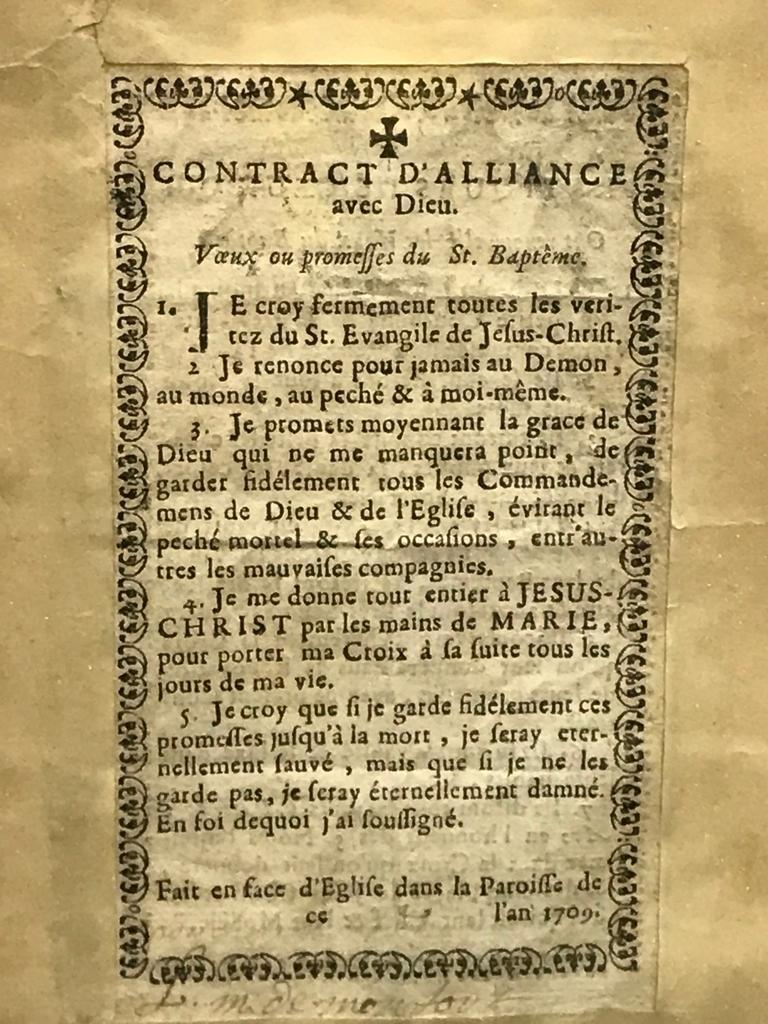 CONTRACT D'ALLIANCE
avec Dieu.
Vœux ou promeſſes du St. Baptême.
1. JE croy fermement toutes les veri-
tez du St. Evangile de Jeſus-Chriſt.
2 Je renonce pour jamais au Demon,
au monde, au peché & à moi-même.
3. Je promets moyennant la grace de
Dieu qui ne me manquera point, de
garder fidélement tous les Commande-
mens de Dieu & de l'Egliſe, évitant le
peché mortel & ſes occaſions, entr'au-
tres les mauvaiſes compagnies.
4. Je me donne tout entier à JESUS-
CHRIST par les mains de MARIE,
pour porter ma Croix à ſa ſuite tous les
jours de ma vie.
5. Je croy que ſi je garde fidélement ces
promeſſes juſqu'à la mort, je ſeray eter-
nellement ſauvé, mais que ſi je ne les
garde pas, je ſeray éternellement damné.
En foi dequoi j'ai ſouſſigné.
Fait en face d'Egliſe dans la Paroiſſe de
ce l'an 1709.